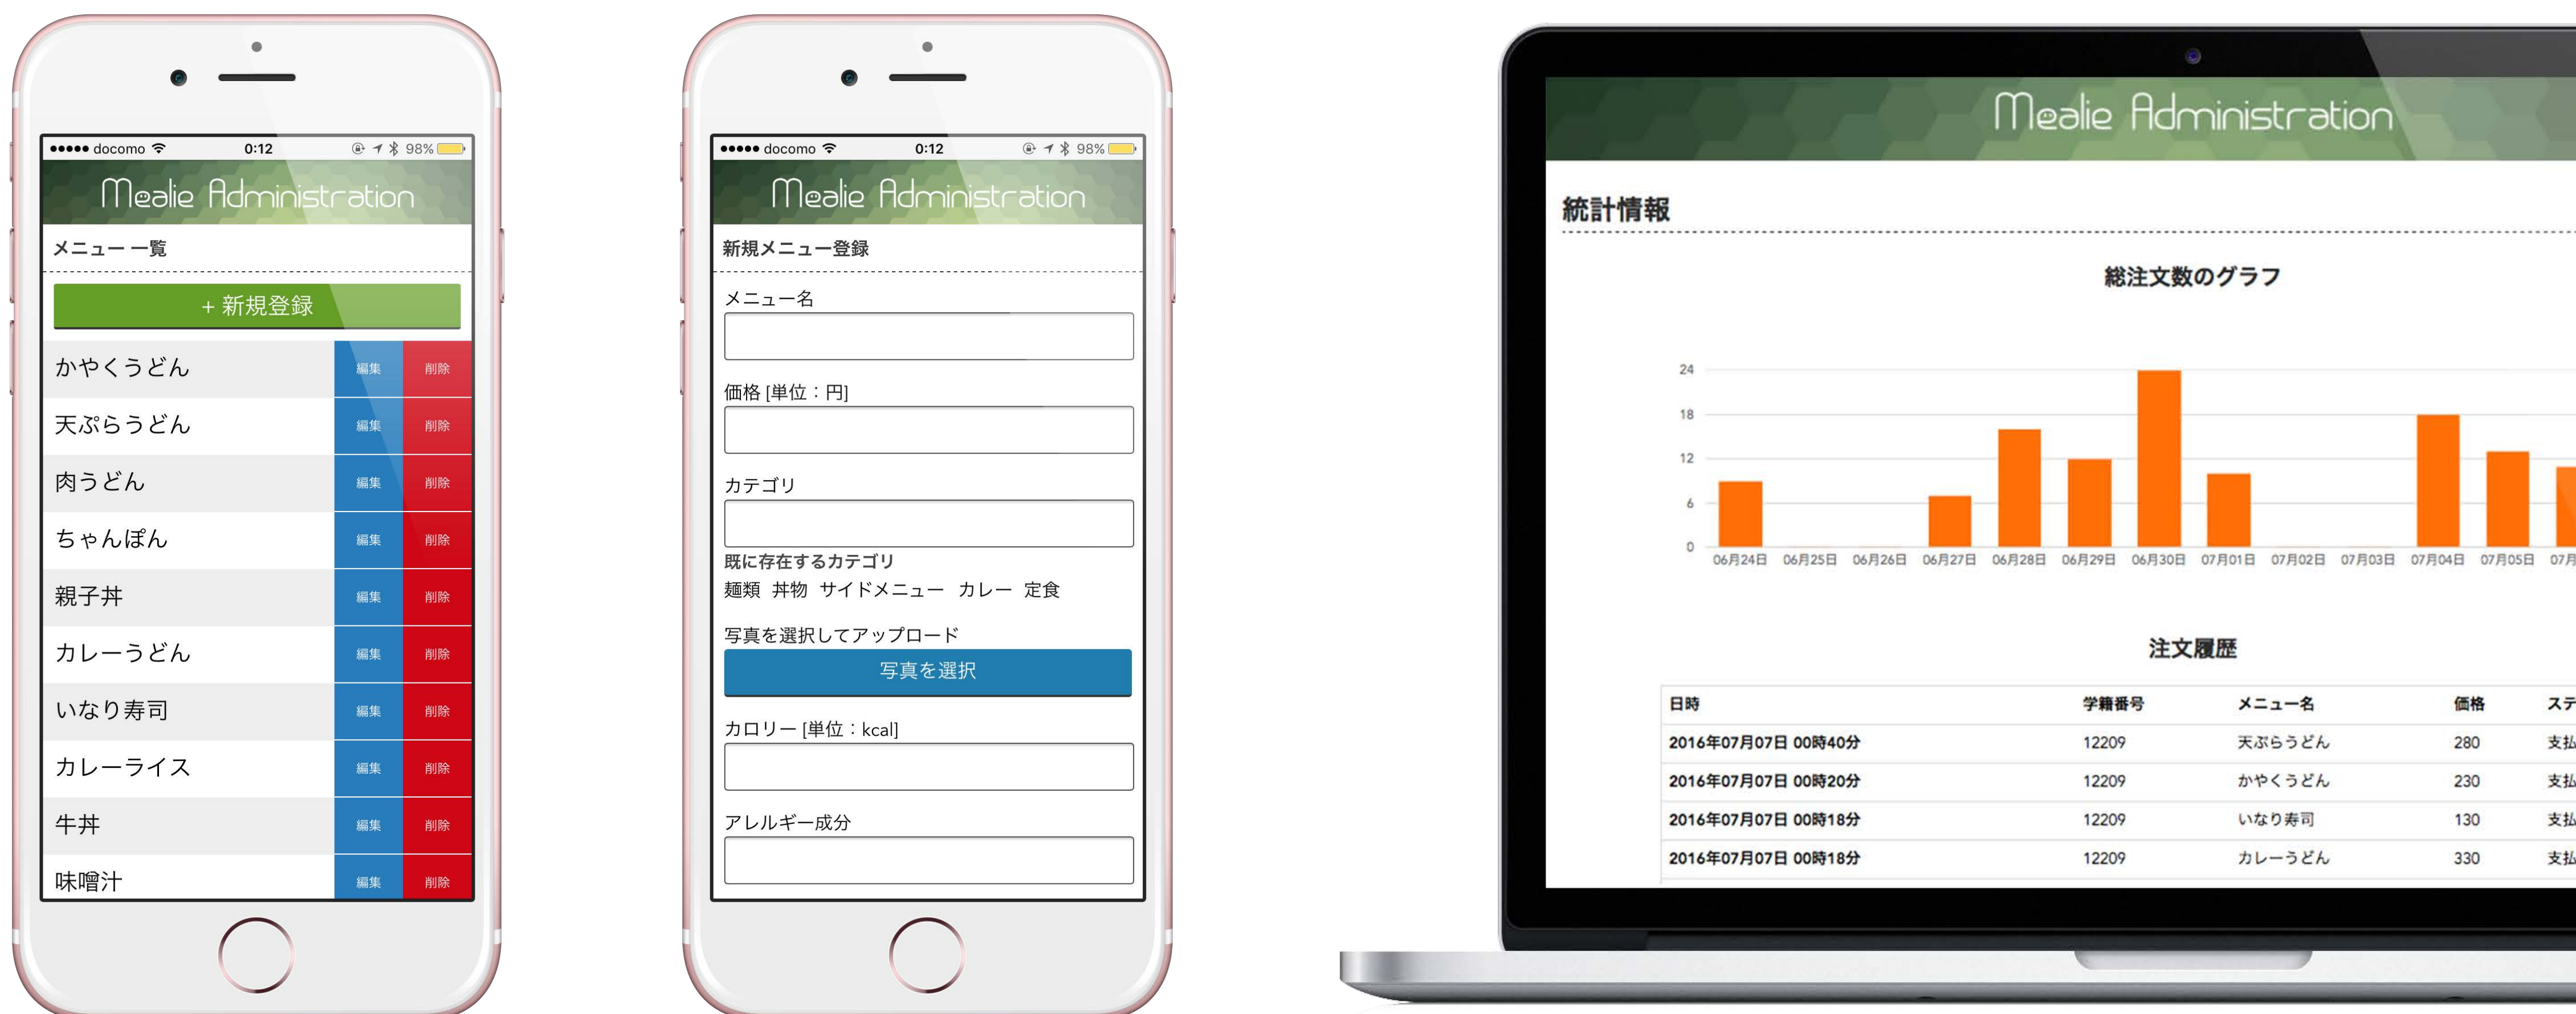 docomo 0:12 98%
Mealie Administration
メニュー 一覧
+ 新規登録
かやくうどん 編集 削除
天ぷらうどん 編集 削除
肉うどん 編集 削除
ちゃんぽん 編集 削除
親子丼 編集 削除
カレーうどん 編集 削除
いなり寿司 編集 削除
カレーライス 編集 削除
牛丼 編集 削除
味噌汁 編集 削除
docomo 0:12 98%
Mealie Administration
新規メニュー登録
メニュー名
価格 [単位：円]
カテゴリ
既に存在するカテゴリ
麺類 丼物 サイドメニュー カレー 定食
写真を選択してアップロード
写真を選択
カロリー [単位：kcal]
アレルギー成分
Mealie Administration
統計情報
総注文数のグラフ
24
18
12
6
0
06月24日 06月25日 06月26日 06月27日 06月28日 06月29日 06月30日 07月01日 07月02日 07月03日 07月04日 07月05日 07月
注文履歴
日時 学籍番号 メニュー名 価格 ステ
2016年07月07日 00時40分 12209 天ぷらうどん 280 支払
2016年07月07日 00時20分 12209 かやくうどん 230 支払
2016年07月07日 00時18分 12209 いなり寿司 130 支払
2016年07月07日 00時18分 12209 カレーうどん 330 支払